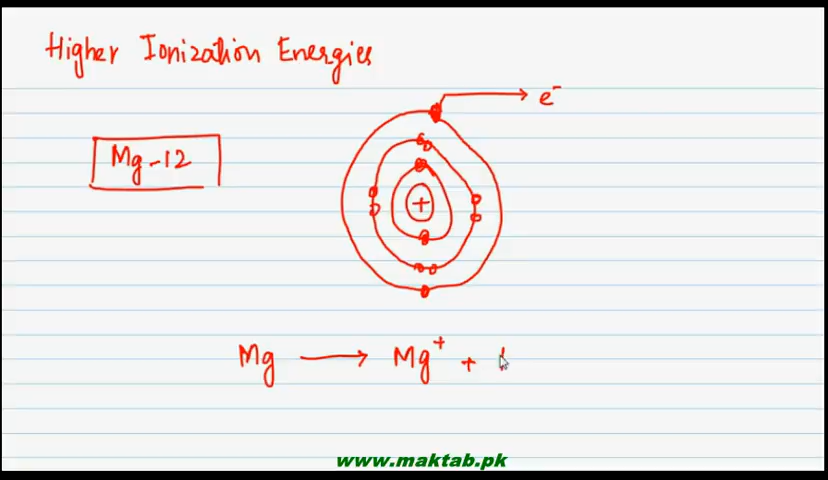 Higher Ionization Energies
e⁻
Mg-12
+
Mg ⟶ Mg⁺ +
www.maktab.pk